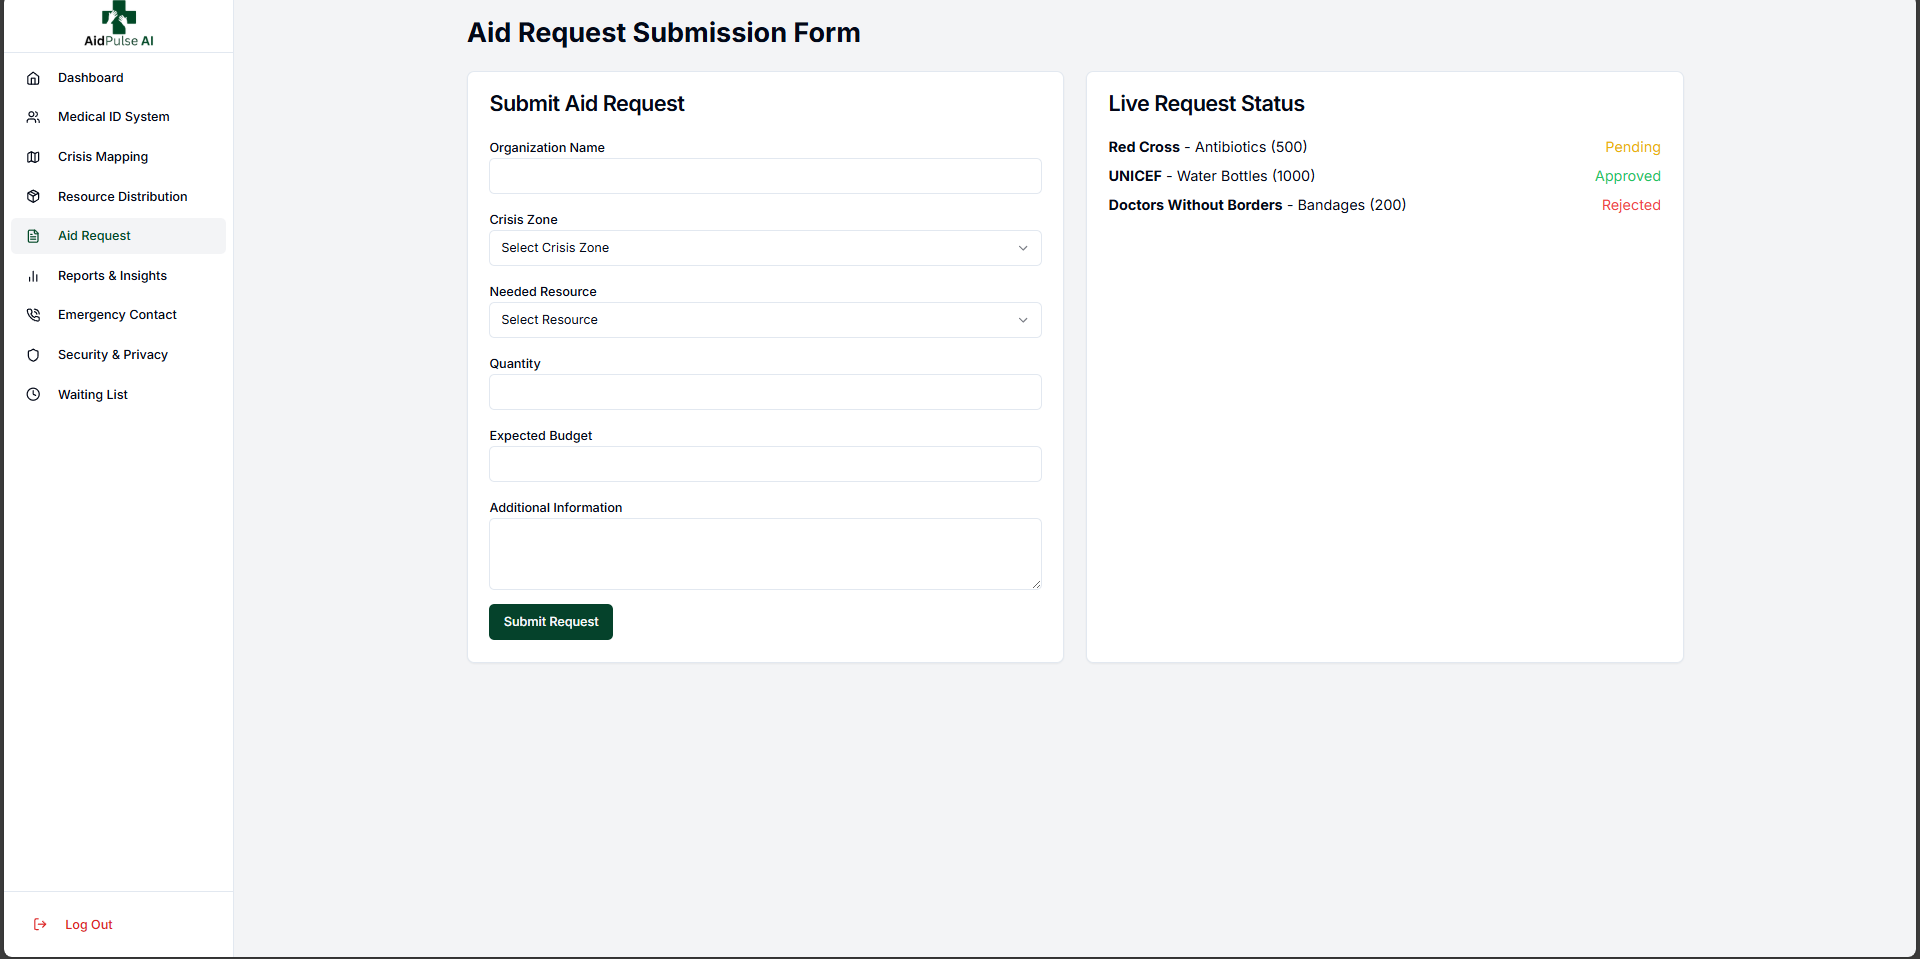 AidPulse AI
Dashboard
Medical ID System
Crisis Mapping
Resource Distribution
Aid Request
Reports & Insights
Emergency Contact
Security & Privacy
Waiting List
Log Out
Aid Request Submission Form
Submit Aid Request
Organization Name
Crisis Zone
Select Crisis Zone
Needed Resource
Select Resource
Quantity
Expected Budget
Additional Information
Submit Request
Live Request Status
Red Cross - Antibiotics (500) Pending
UNICEF - Water Bottles (1000) Approved
Doctors Without Borders - Bandages (200) Rejected